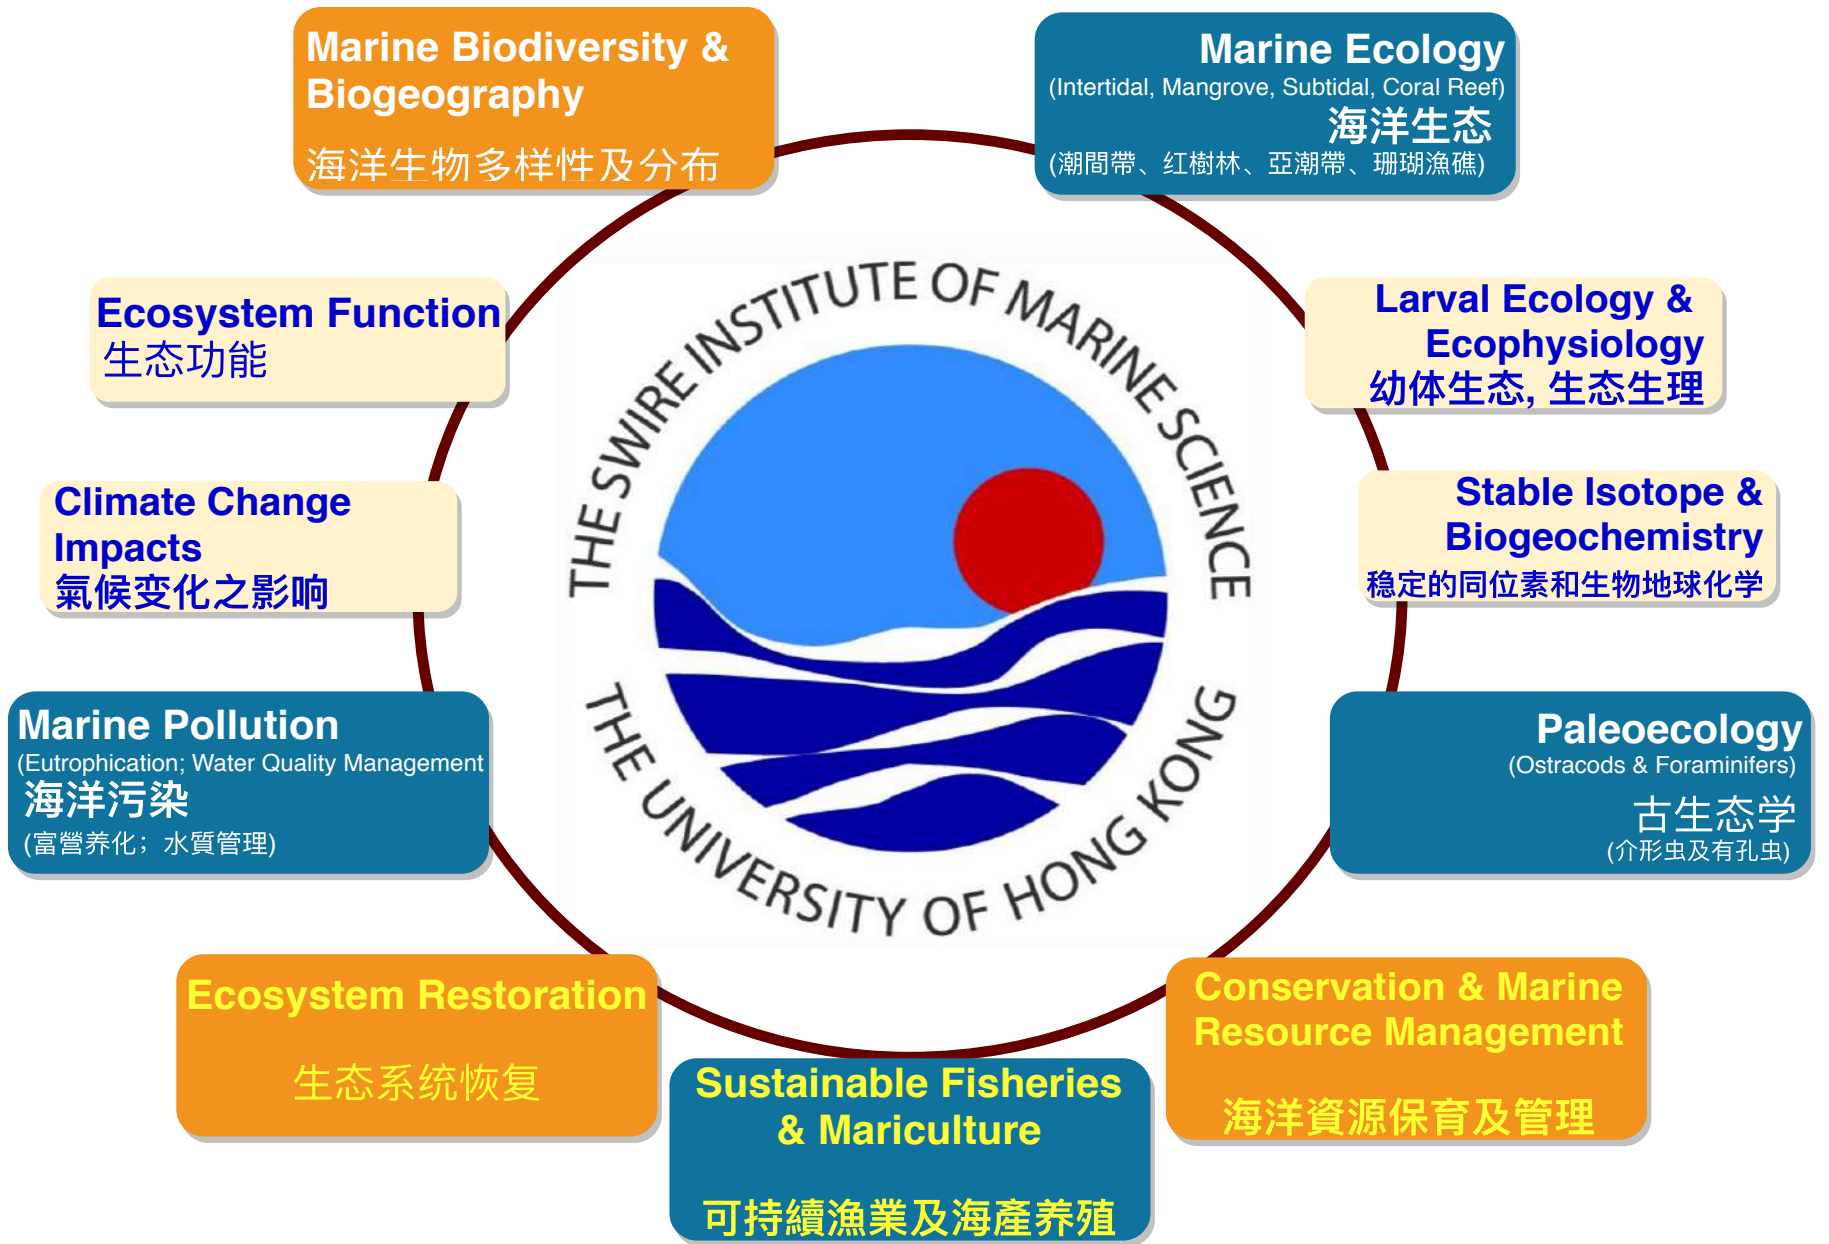 Marine Biodiversity &
Biogeography
海洋生物多样性及分布
Marine Ecology
(Intertidal, Mangrove, Subtidal, Coral Reef)
海洋生态
(潮間帶、红樹林、亞潮帶、珊瑚漁礁)
Ecosystem Function
生态功能
Larval Ecology &
Ecophysiology
幼体生态, 生态生理
Climate Change
Impacts
氣候变化之影响
Stable Isotope &
Biogeochemistry
稳定的同位素和生物地球化学
THE SWIRE INSTITUTE OF MARINE SCIENCE
THE UNIVERSITY OF HONG KONG
Marine Pollution
(Eutrophication; Water Quality Management
海洋污染
(富營养化；水質管理)
Paleoecology
(Ostracods & Foraminifers)
古生态学
(介形虫及有孔虫)
Ecosystem Restoration
生态系统恢复
Conservation & Marine
Resource Management
海洋資源保育及管理
Sustainable Fisheries
& Mariculture
可持續漁業及海產养殖